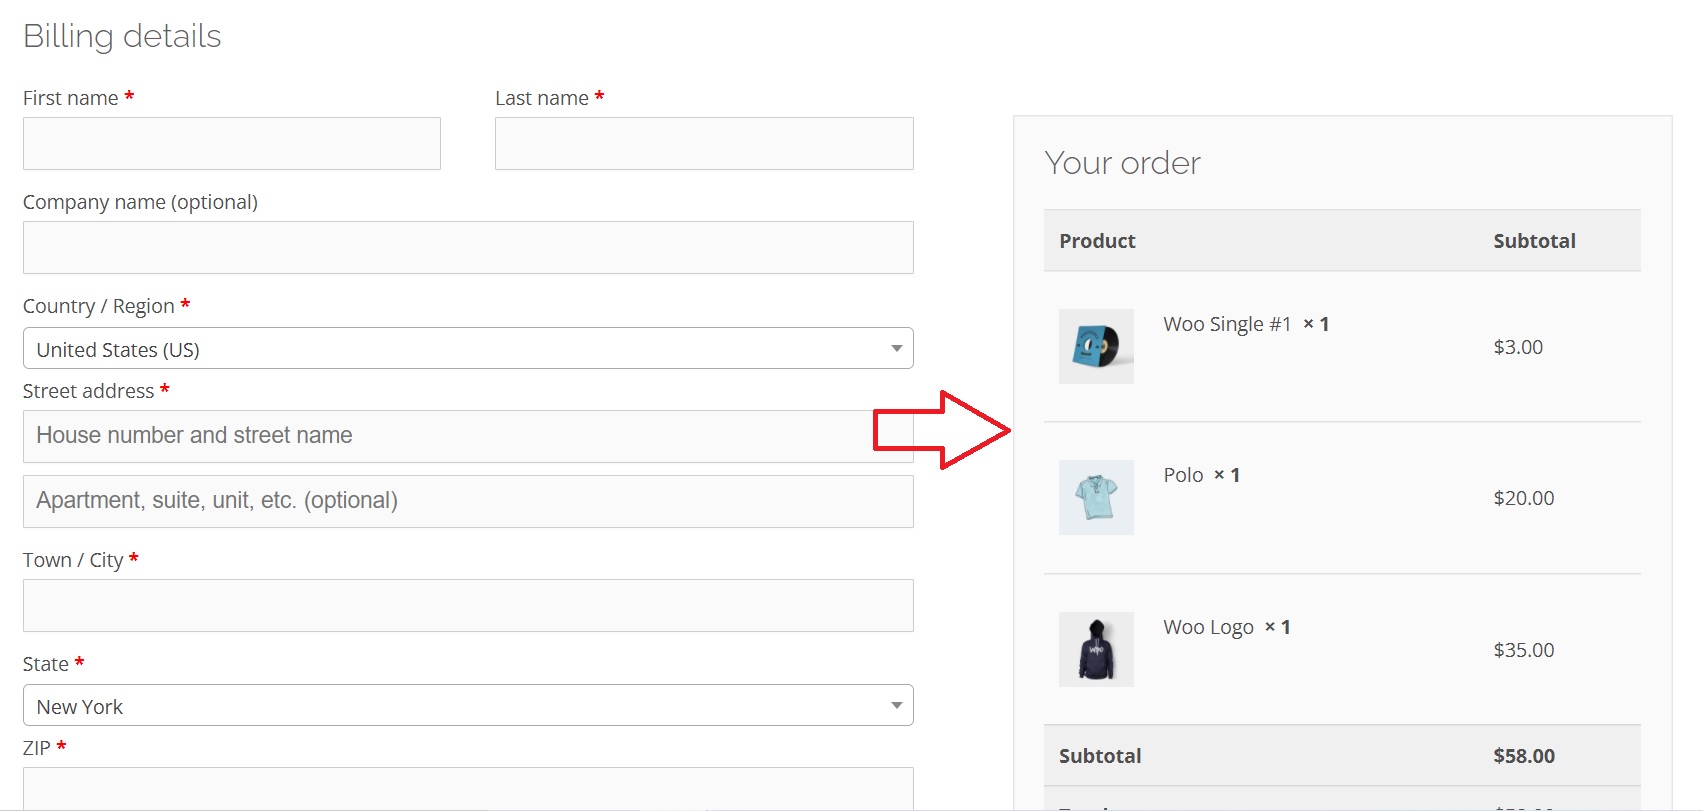 Billing details
First name *
Last name *
Company name (optional)
Country / Region *
United States (US)
Street address *
House number and street name
Apartment, suite, unit, etc. (optional)
Town / City *
State *
New York
ZIP *
Your order
Product Subtotal
Woo Single #1 × 1
$3.00
Polo × 1
$20.00
Woo Logo × 1
$35.00
Subtotal $58.00